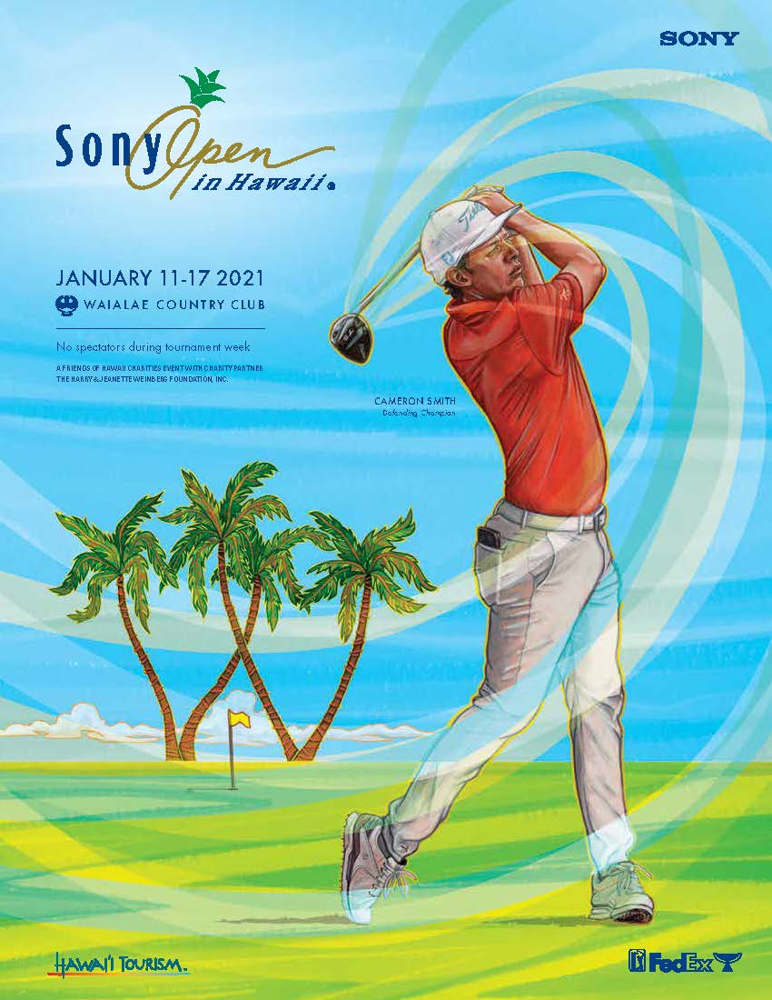 SONY
Sony Open
in Hawaii®
JANUARY 11-17 2021
WAIALAE COUNTRY CLUB
No spectators during tournament week
A FRIENDS OF HAWAII CHARITIES EVENT WITH CHARITY PARTNER
THE HARRY & JEANETTE WEINBERG FOUNDATION, INC.
Titleist
FJ
CAMERON SMITH
Defending Champion
HAWAI'I TOURISM.
FedEx